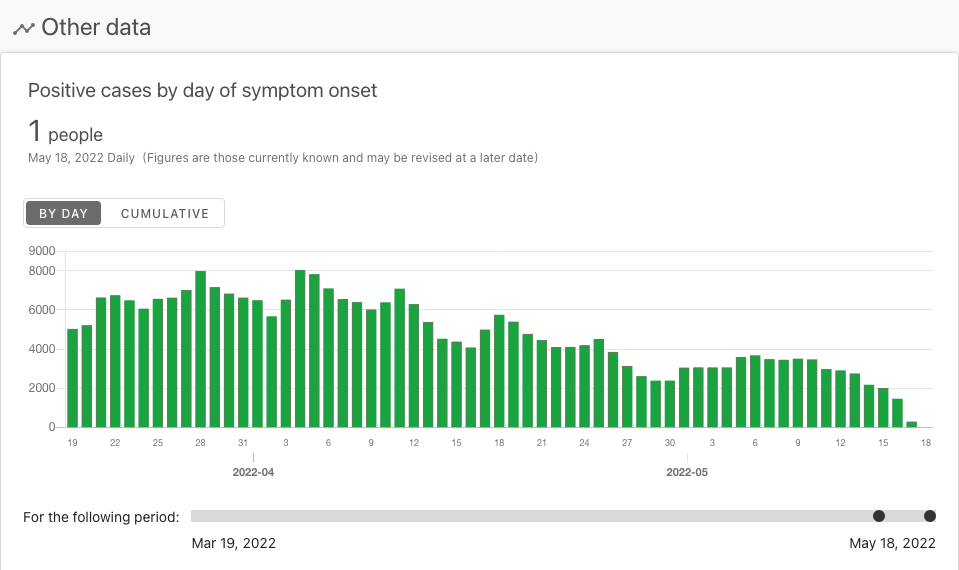 Other data
Positive cases by day of symptom onset
1 people
May 18, 2022 Daily (Figures are those currently known and may be revised at a later date)
BY DAY CUMULATIVE
9000
8000
6000
4000
2000
0
19 22 25 28 31 3 6 9 12 15 18 21 24 27 30 3 6 9 12 15 18
2022-04 2022-05
For the following period:
Mar 19, 2022 May 18, 2022